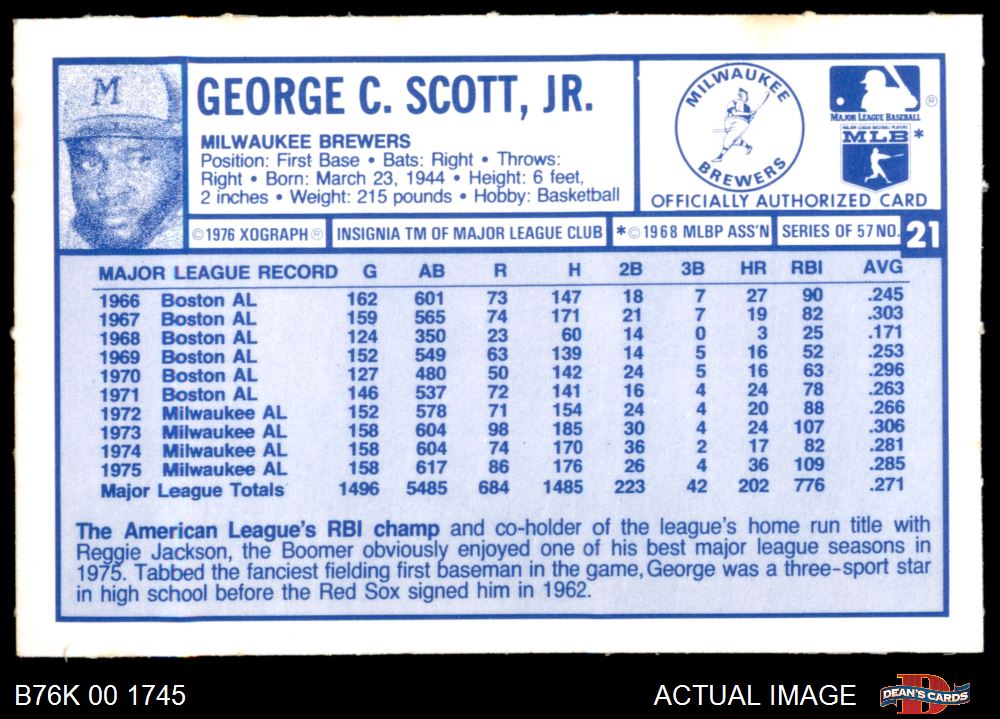 M
GEORGE C. SCOTT, JR.
MILWAUKEE BREWERS
Position: First Base • Bats: Right • Throws:
Right • Born: March 23, 1944 • Height: 6 feet,
2 inches • Weight: 215 pounds • Hobby: Basketball
MILWAUKEE
BREWERS
®
MAJOR LEAGUE BASEBALL
MAJOR LEAGUE BASEBALL PLAYERS
MLB *
OFFICIALLY AUTHORIZED CARD
©1976 XOGRAPH® INSIGNIA TM OF MAJOR LEAGUE CLUB *©1968 MLBP ASS'N SERIES OF 57 NO. 21
MAJOR LEAGUE RECORD G AB R H 2B 3B HR RBI AVG
1966 Boston AL 162 601 73 147 18 7 27 90 .245
1967 Boston AL 159 565 74 171 21 7 19 82 .303
1968 Boston AL 124 350 23 60 14 0 3 25 .171
1969 Boston AL 152 549 63 139 14 5 16 52 .253
1970 Boston AL 127 480 50 142 24 5 16 63 .296
1971 Boston AL 146 537 72 141 16 4 24 78 .263
1972 Milwaukee AL 152 578 71 154 24 4 20 88 .266
1973 Milwaukee AL 158 604 98 185 30 4 24 107 .306
1974 Milwaukee AL 158 604 74 170 36 2 17 82 .281
1975 Milwaukee AL 158 617 86 176 26 4 36 109 .285
Major League Totals 1496 5485 684 1485 223 42 202 776 .271
The American League's RBI champ and co-holder of the league's home run title with
Reggie Jackson, the Boomer obviously enjoyed one of his best major league seasons in
1975. Tabbed the fanciest fielding first baseman in the game, George was a three-sport star
in high school before the Red Sox signed him in 1962.
B76K 00 1745 ACTUAL IMAGE DEAN'S CARDS